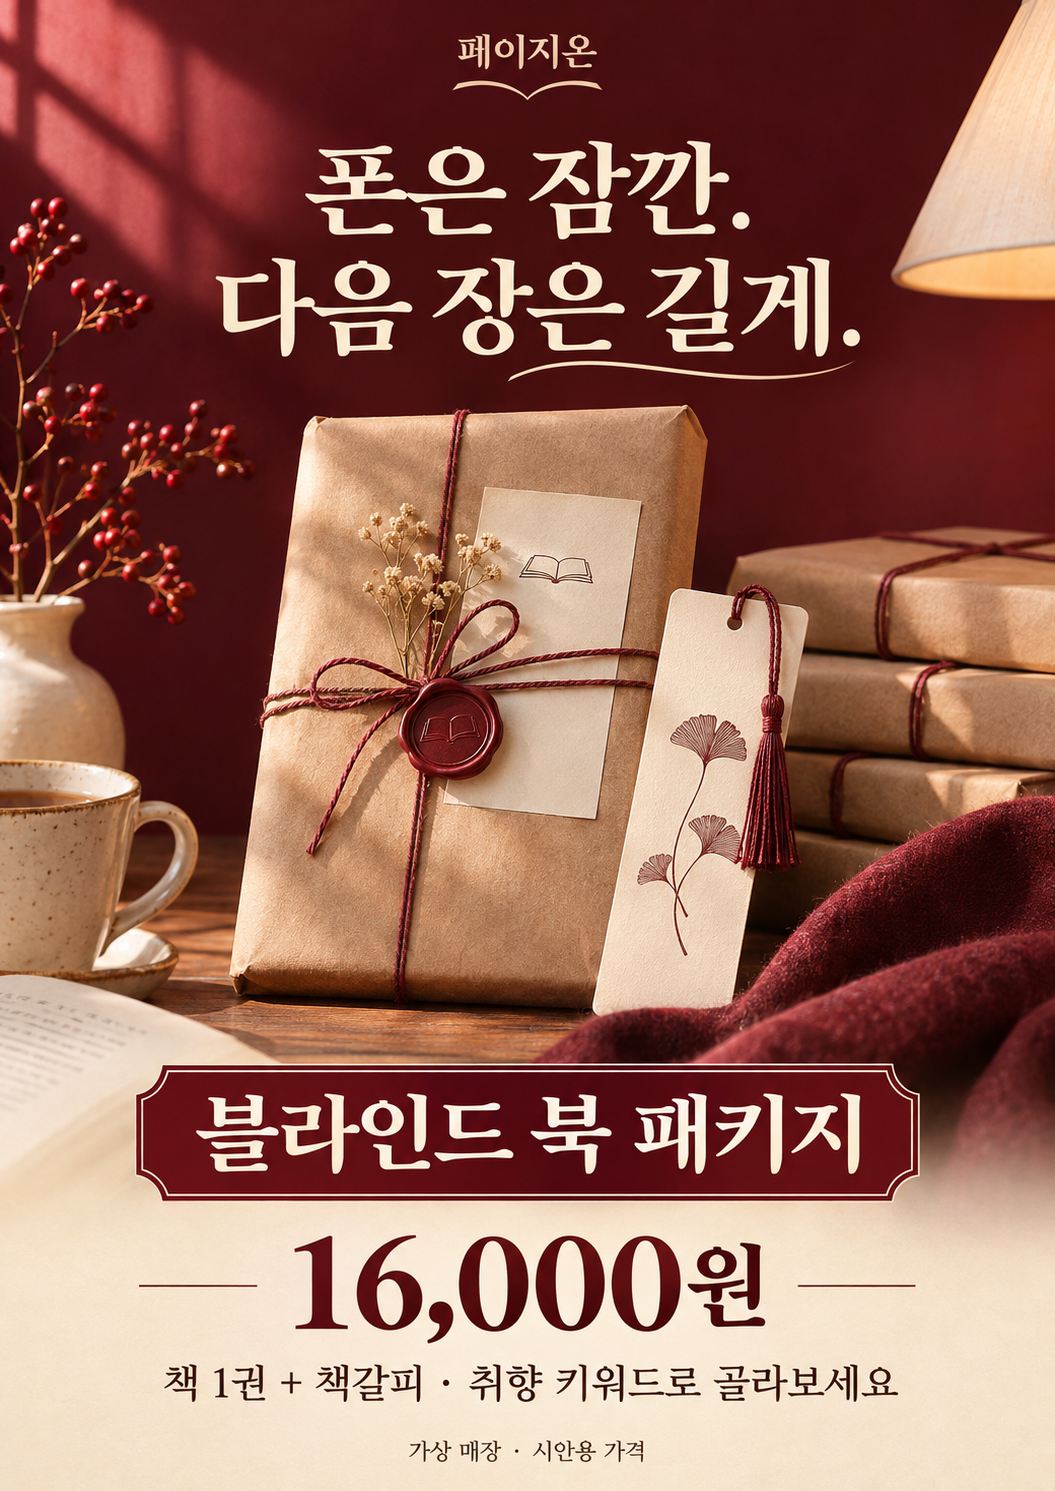 페이지온
폰은 잠깐.
다음 장은 길게.
블라인드 북 패키지
16,000원
책 1권 + 책갈피 · 취향 키워드로 골라보세요
가상 매장 · 시안용 가격